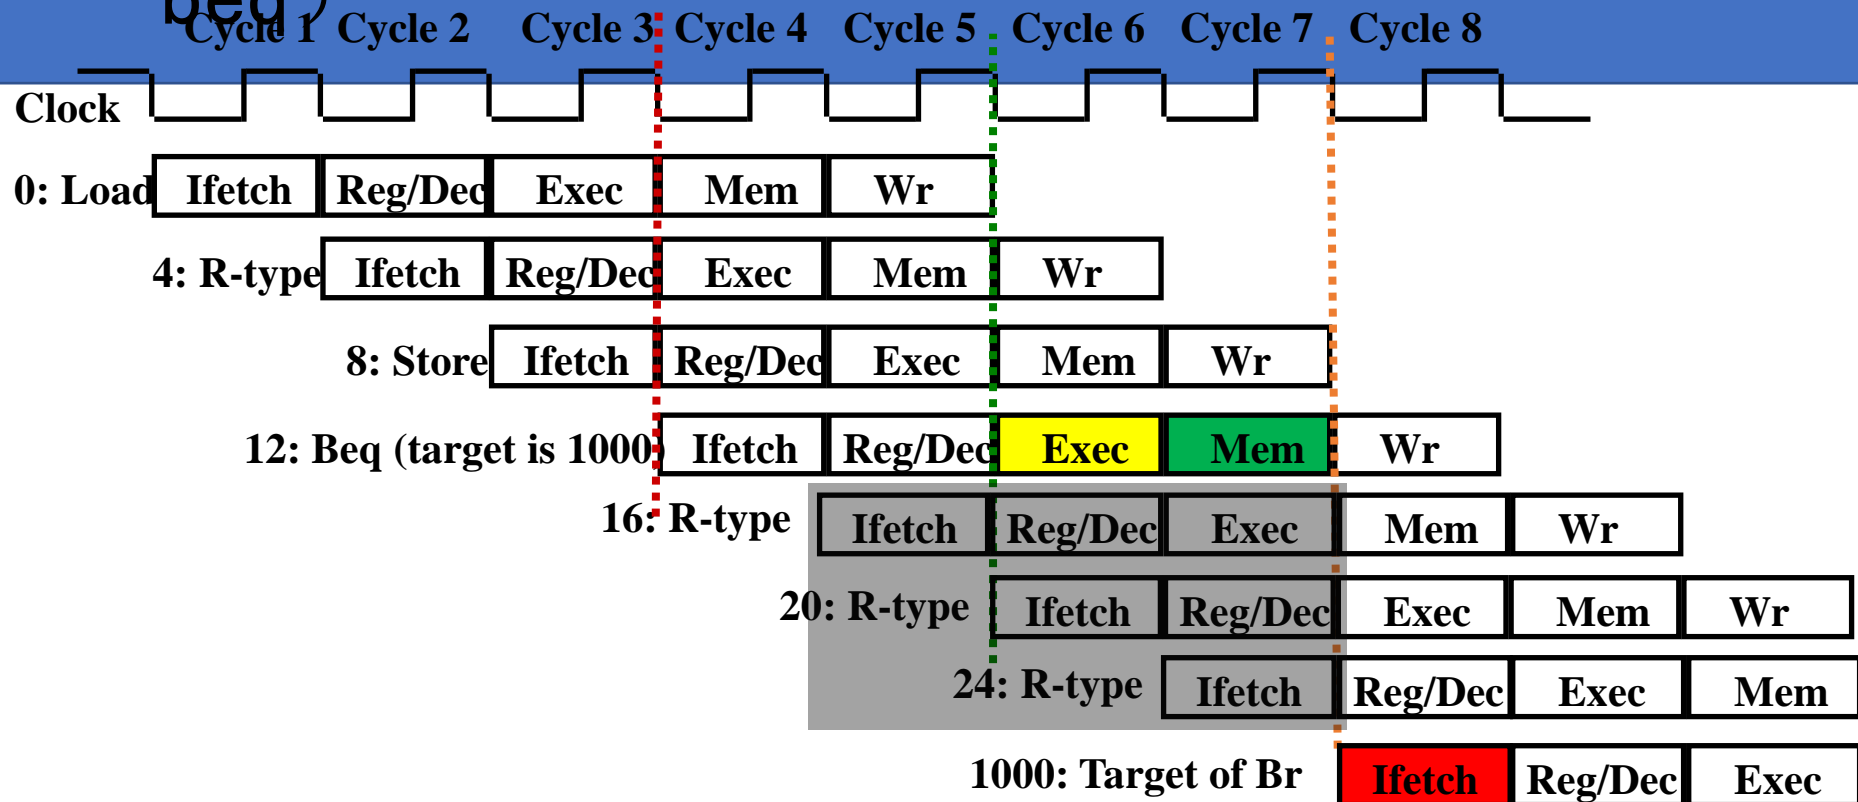 beq?
Cycle 1 Cycle 2 Cycle 3 Cycle 4 Cycle 5 Cycle 6 Cycle 7 Cycle 8
Clock
0: Load Ifetch Reg/Dec Exec Mem Wr
4: R-type Ifetch Reg/Dec Exec Mem Wr
8: Store Ifetch Reg/Dec Exec Mem Wr
12: Beq (target is 1000) Ifetch Reg/Dec Exec Mem Wr
16: R-type Ifetch Reg/Dec Exec Mem Wr
20: R-type Ifetch Reg/Dec Exec Mem Wr
24: R-type Ifetch Reg/Dec Exec Mem
1000: Target of Br Ifetch Reg/Dec Exec